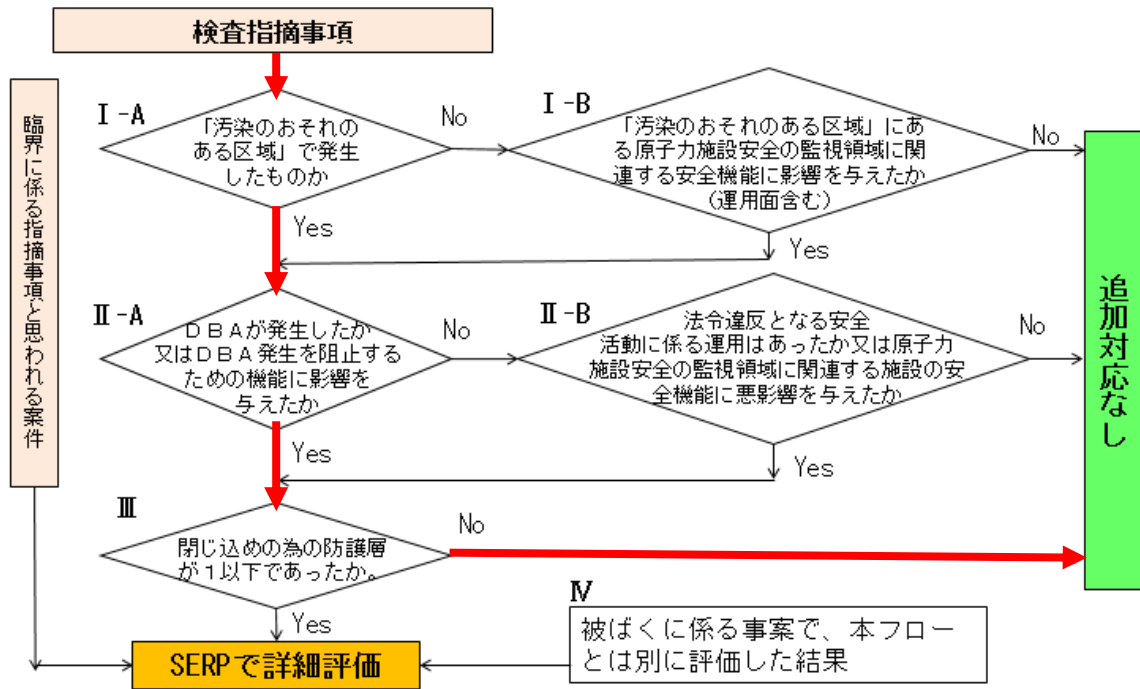 検査指摘事項
臨界に係る指摘事項と思われる案件
Ⅰ-A
「汚染のおそれの
ある区域」で発生
したものか
No
Yes
Ⅰ-B
「汚染のおそれのある区域」にあ
る原子力施設安全の監視領域に関
連する安全機能に影響を与えたか
(運用面含む)
No
Yes
追加対応なし
Ⅱ-A
DBAが発生したか
又はDBA発生を阻止する
ための機能に影響を
与えたか
No
Yes
Ⅱ-B
法令違反となる安全
活動に係る運用はあったか又は原子力
施設安全の監視領域に関連する施設の安
全機能に悪影響を与えたか
No
Yes
Ⅲ
閉じ込めの為の防護層
が1以下であったか。
No
Yes
Ⅳ
被ばくに係る事案で、本フロー
とは別に評価した結果
SERPで詳細評価